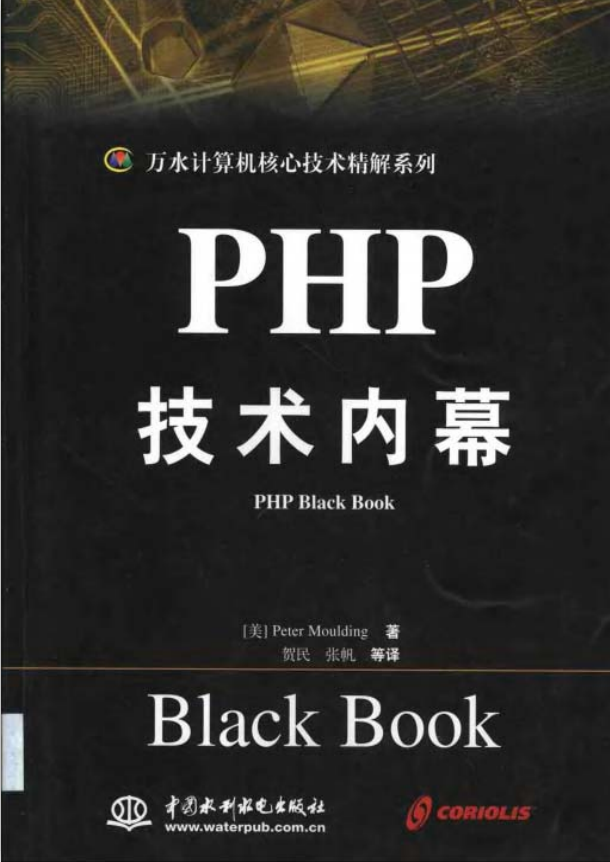 万水计算机核心技术精解系列
PHP
技术内幕
PHP Black Book
[美] Peter Moulding 著
贺民 张帆 等译
Black Book
中国水利水电出版社
www.waterpub.com.cn
CORIOLIS